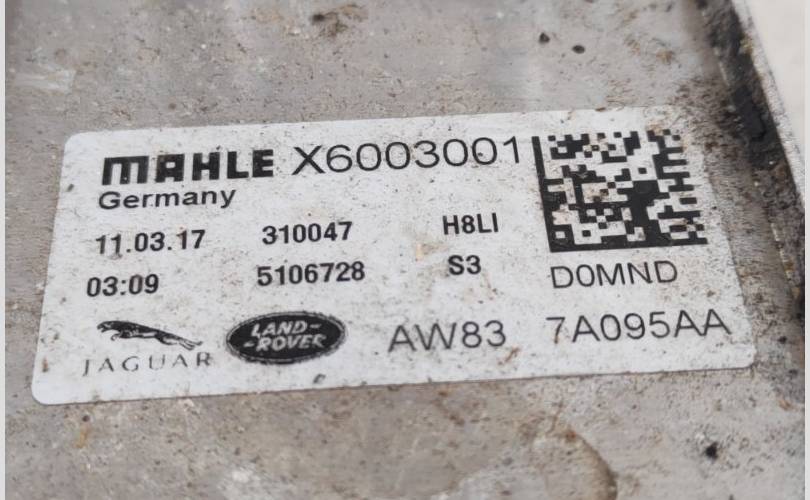 MAHLE X6003001
Germany
11.03.17 310047 H8LI
03:09 5106728 S3 D0MND
JAGUAR LAND-ROVER AW83 7A095AA